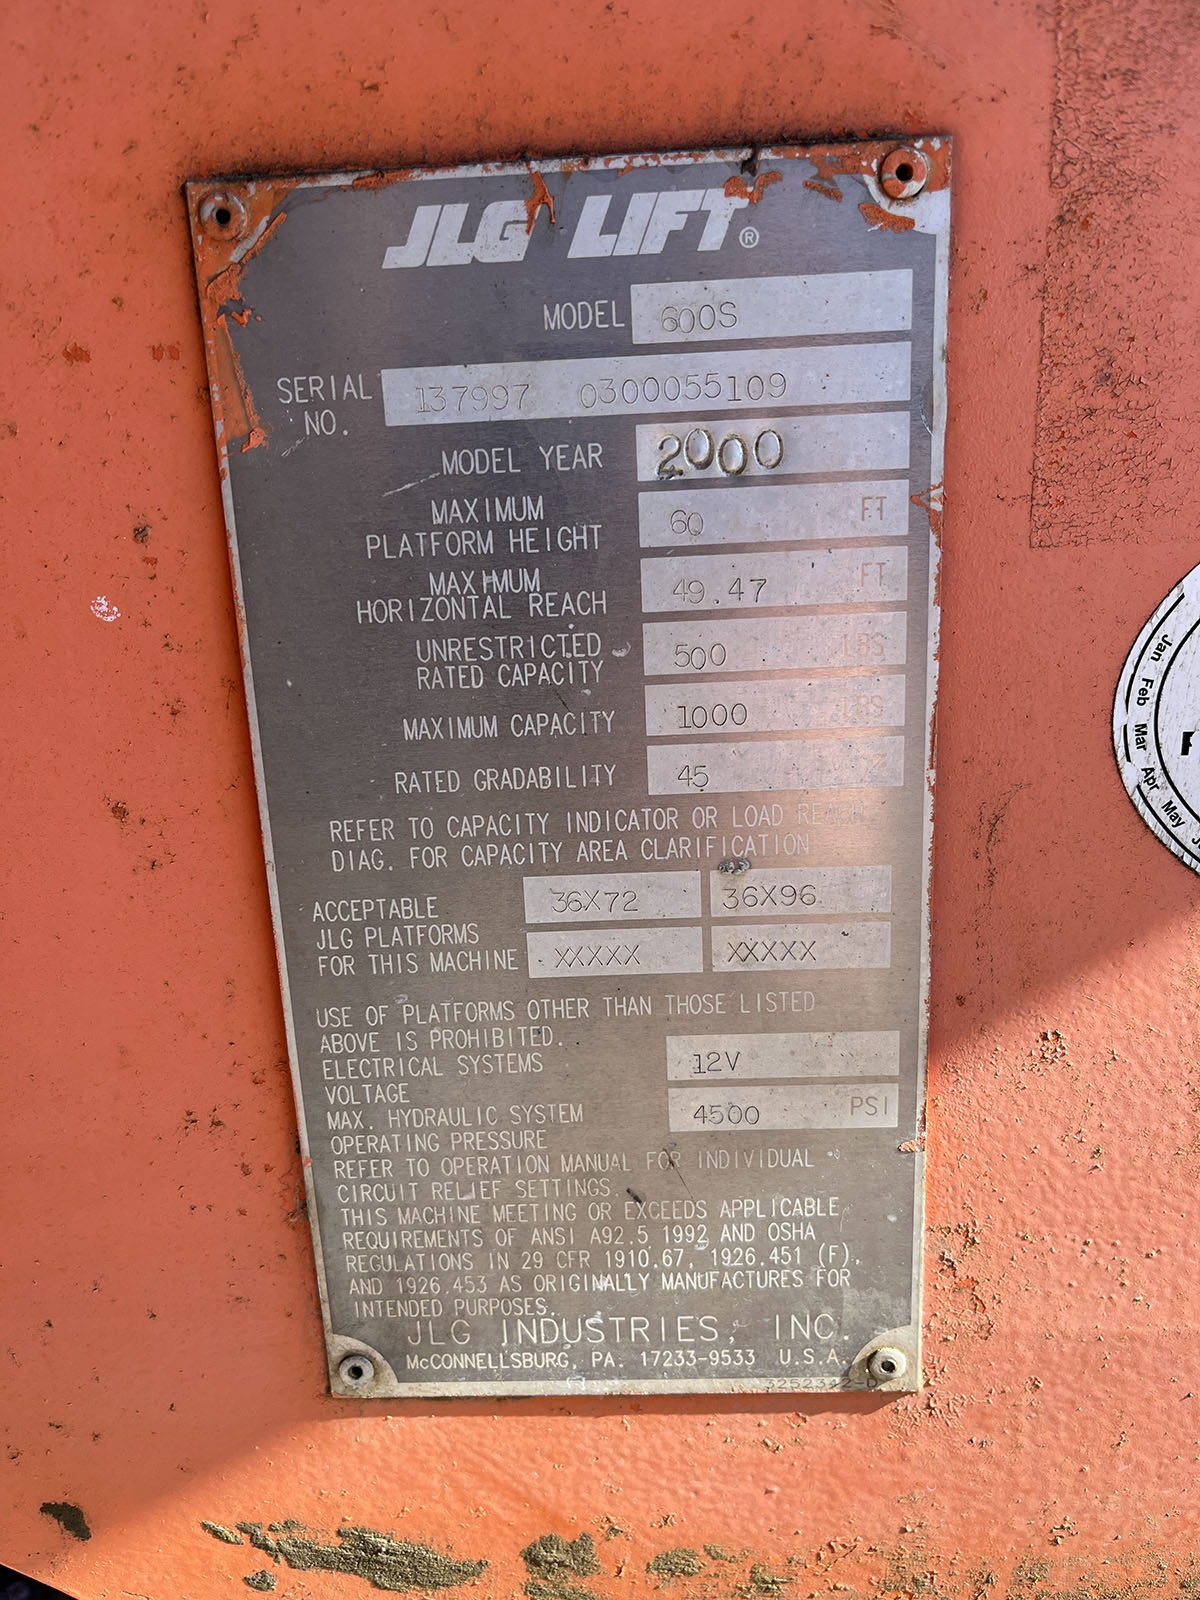 JLG LIFT®
MODEL 600S
SERIAL NO. 137997 0300055109
MODEL YEAR 2000
MAXIMUM PLATFORM HEIGHT 60 FT
MAXIMUM HORIZONTAL REACH 49.47 FT
UNRESTRICTED RATED CAPACITY 500 LBS
MAXIMUM CAPACITY 1000 LBS
RATED GRADABILITY 45
REFER TO CAPACITY INDICATOR OR LOAD REACH
DIAG. FOR CAPACITY AREA CLARIFICATION
ACCEPTABLE 36X72 36X96
JLG PLATFORMS
FOR THIS MACHINE XXXXX XXXXX
USE OF PLATFORMS OTHER THAN THOSE LISTED
ABOVE IS PROHIBITED.
ELECTRICAL SYSTEMS 12V
VOLTAGE
MAX. HYDRAULIC SYSTEM 4500 PSI
OPERATING PRESSURE
REFER TO OPERATION MANUAL FOR INDIVIDUAL
CIRCUIT RELIEF SETTINGS.
THIS MACHINE MEETING OR EXCEEDS APPLICABLE
REQUIREMENTS OF ANSI A92.5 1992 AND OSHA
REGULATIONS IN 29 CFR 1910.67, 1926.451 (F),
AND 1926.453 AS ORIGINALLY MANUFACTURES FOR
INTENDED PURPOSES.
JLG INDUSTRIES, INC.
McCONNELLSBURG, PA. 17233-9533 U.S.A.
3252342-D
Jan Feb Mar Apr May